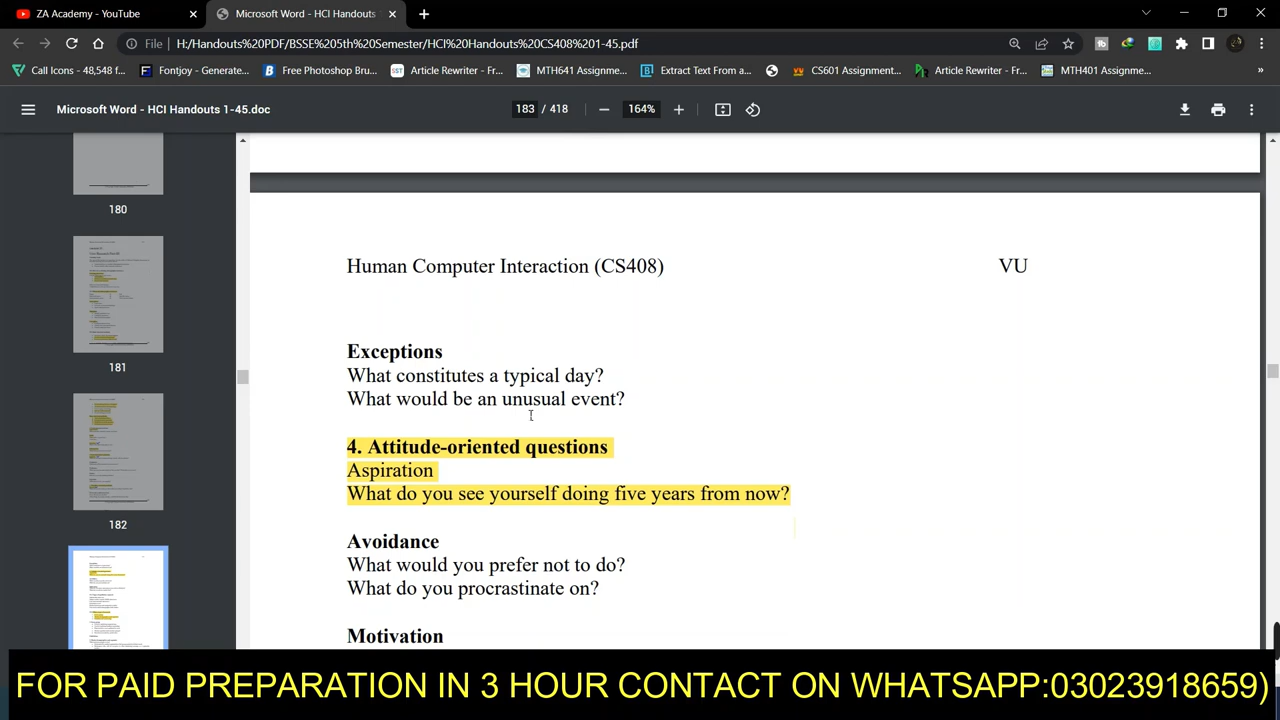 ZA Academy - YouTube
Microsoft Word - HCI Handouts
File
H:/Handouts%20PDF/BSSE%205th%20Semester/HCI%20Handouts%20CS408%201-45.pdf
Call Icons - 48,548 f...
Fontjoy - Generate...
Free Photoshop Bru...
SST
Article Rewriter - Fr...
MTH641 Assignme...
Extract Text From a...
CS601 Assignment...
Article Rewriter - Fr...
MTH401 Assignme...
»
Microsoft Word - HCI Handouts 1-45.doc
183 / 418
164%
180
181
182
Human Computer Interaction (CS408)
VU
Exceptions
What constitutes a typical day?
What would be an unusual event?
4. Attitude-oriented questions
Aspiration
What do you see yourself doing five years from now?
Avoidance
What would you prefer not to do?
What do you procrastinate on?
Motivation
FOR PAID PREPARATION IN 3 HOUR CONTACT ON WHATSAPP:03023918659)